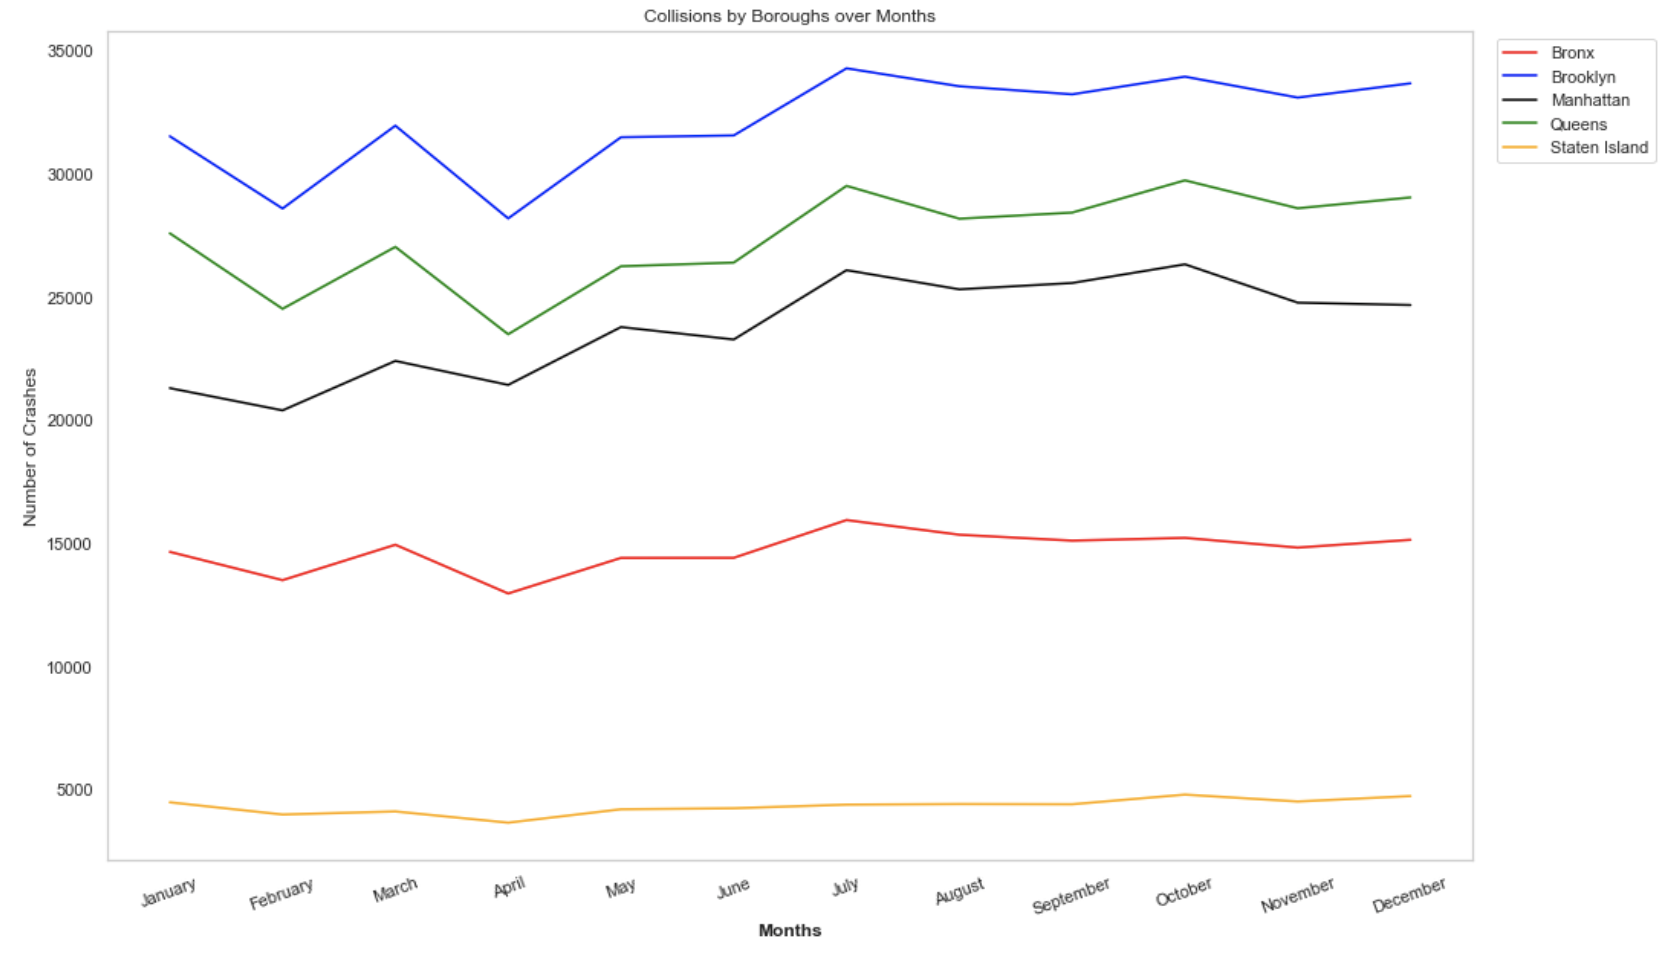 Collisions by Boroughs over Months
35000
30000
25000
20000
15000
10000
5000
Number of Crashes
January
February
March
April
May
June
July
August
September
October
November
December
Months
Bronx
Brooklyn
Manhattan
Queens
Staten Island